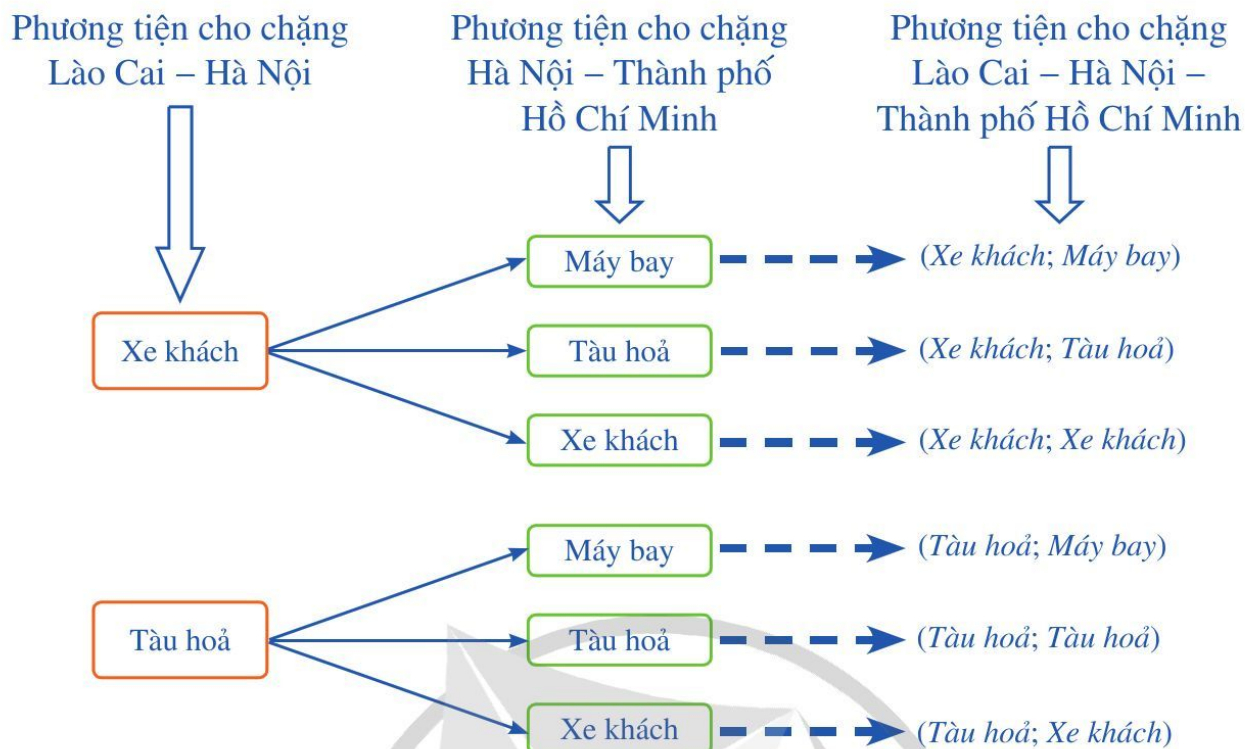 Phương tiện cho chặng
Lào Cai – Hà Nội
Phương tiện cho chặng
Hà Nội – Thành phố
Hồ Chí Minh
Phương tiện cho chặng
Lào Cai – Hà Nội –
Thành phố Hồ Chí Minh
Xe khách
Máy bay
(Xe khách; Máy bay)
Tàu hoả
(Xe khách; Tàu hoả)
Xe khách
(Xe khách; Xe khách)
Tàu hoả
Máy bay
(Tàu hoả; Máy bay)
Tàu hoả
(Tàu hoả; Tàu hoả)
Xe khách
(Tàu hoả; Xe khách)